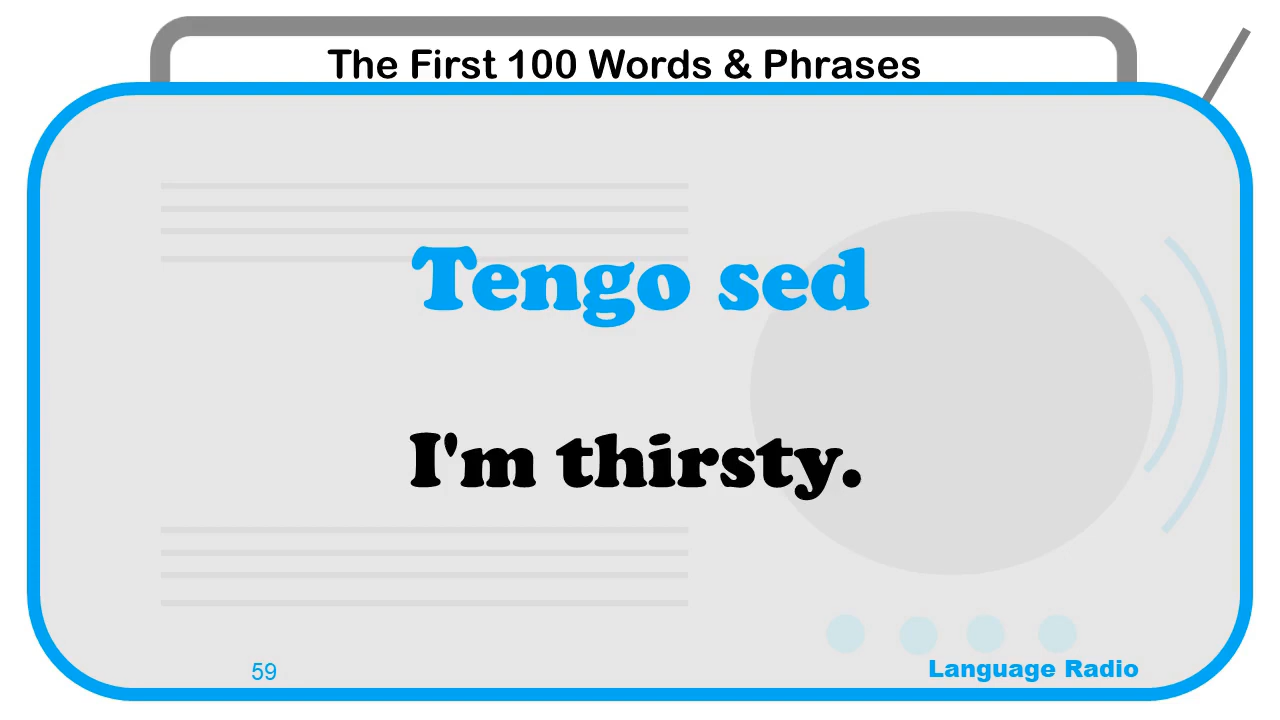 The First 100 Words & Phrases
Tengo sed
I'm thirsty.
59
Language Radio